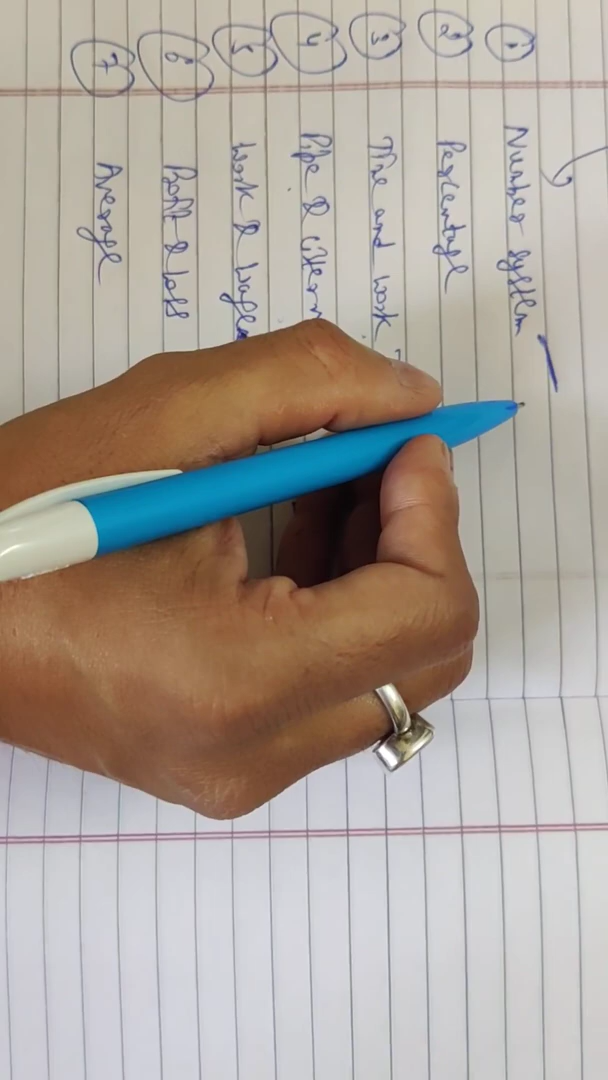 1 Number System
2 Percentage
3 Time and work
4 Pipe & Cistern
5 Work & Wages
6 Profit & Loss
7 Average